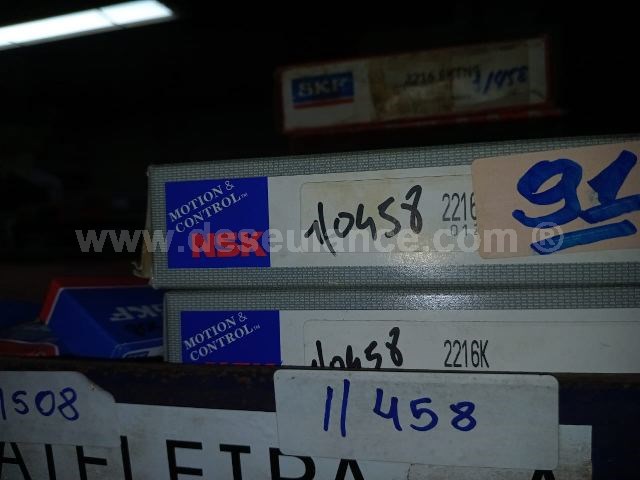 SKF
2216 EKTN9
1/458
91
MOTION &
CONTROL™
NSK
1/0458
2216
www.deseulance.com ®
SKF
MOTION &
CONTROL™
1/0458
2216K
1508
11 458